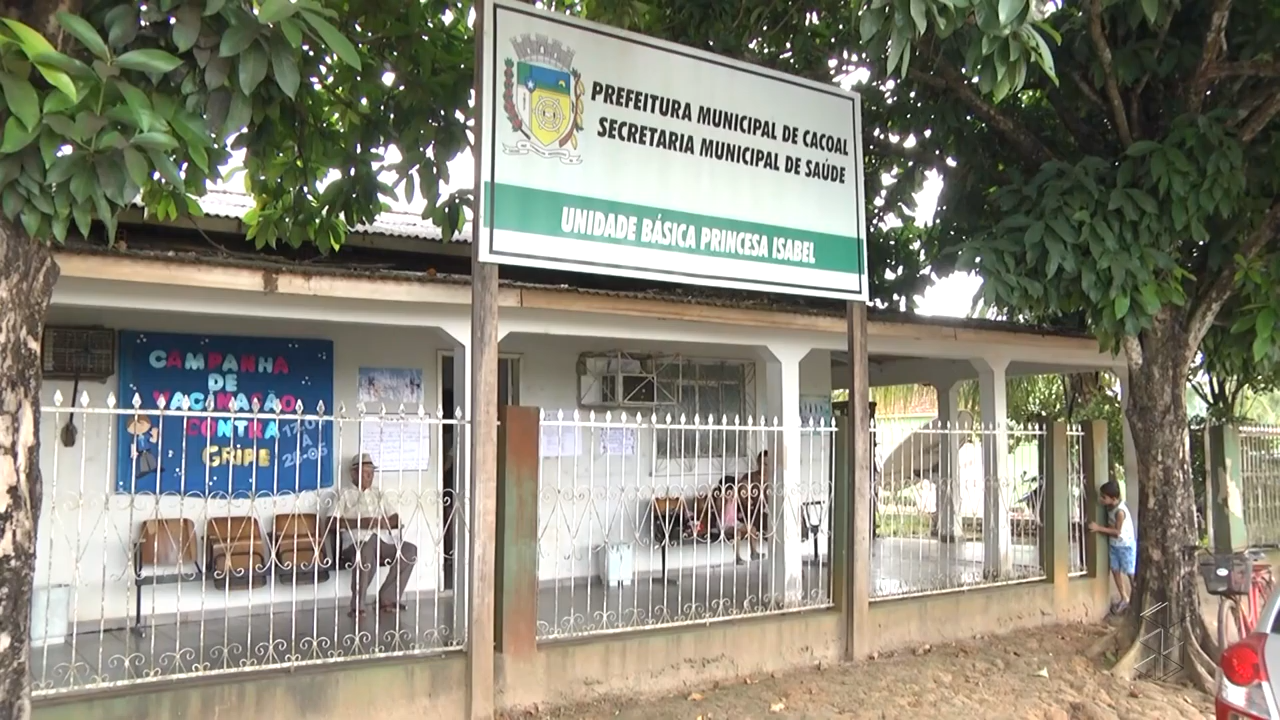 PREFEITURA MUNICIPAL DE CACOAL
SECRETARIA MUNICIPAL DE SAÚDE
UNIDADE BÁSICA PRINCESA ISABEL
CAMPANHA
DE
VACINAÇÃO
CONTRA
GRIPE